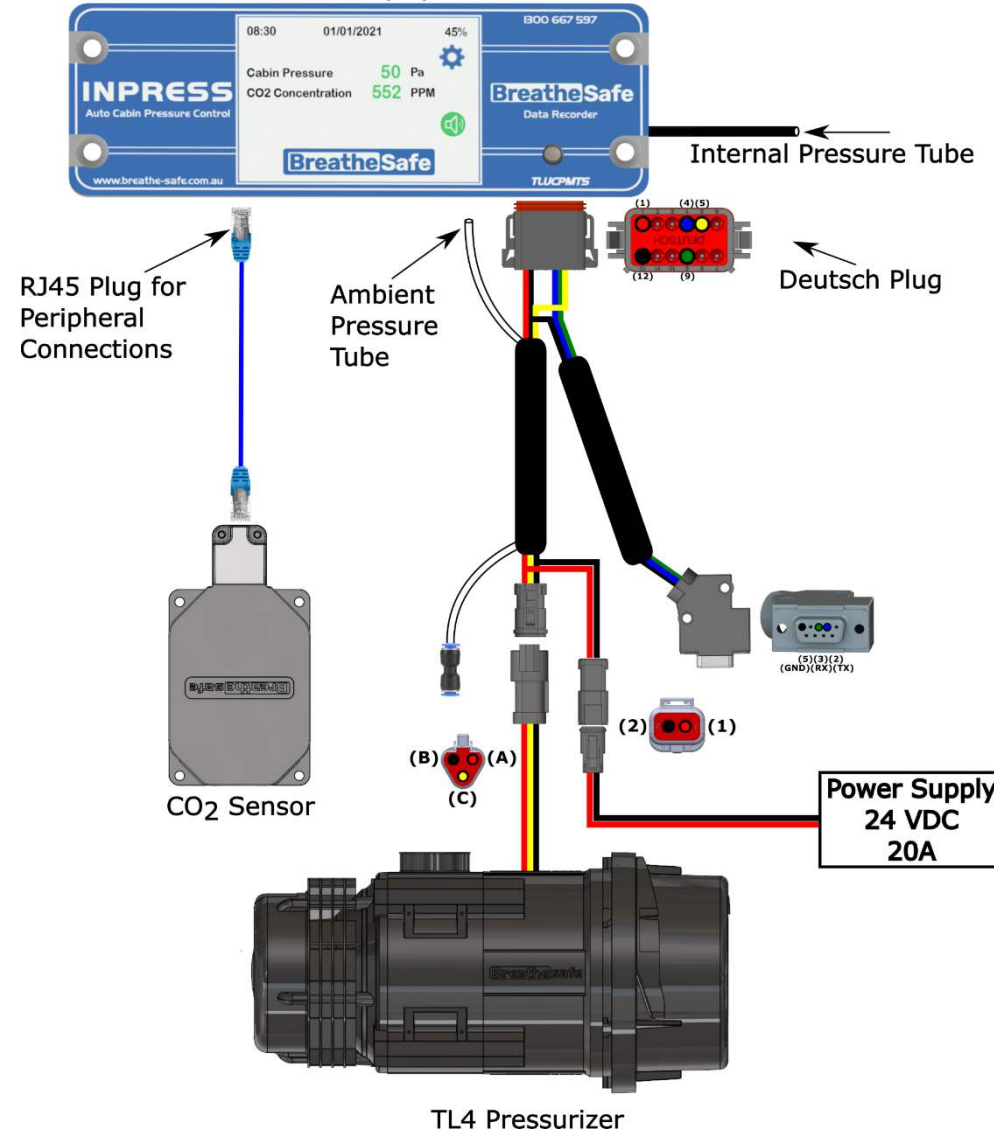 1300 667 597
08:30 01/01/2021 45%
Cabin Pressure 50 Pa
CO2 Concentration 552 PPM
INPRESS
Auto Cabin Pressure Control
BreatheSafe
Data Recorder
BreatheSafe
www.breathe-safe.com.au
TLUCPMTS
Internal Pressure Tube
(1) (4)(5)
DEUTSCH
(12) (9)
Deutsch Plug
RJ45 Plug for
Peripheral
Connections
Ambient
Pressure
Tube
(5)(3)(2)
(GND)(RX)(TX)
Breathesafe
CO2 Sensor
(B) (A)
(C)
(2) (1)
Power Supply
24 VDC
20A
Breathesafe
TL4 Pressurizer